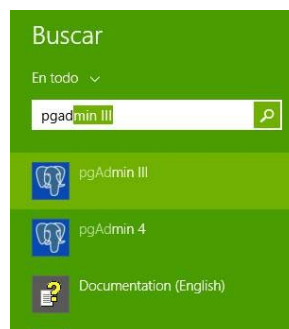 Buscar
En todo
pgadmin III
pgAdmin III
pgAdmin 4
Documentation (English)